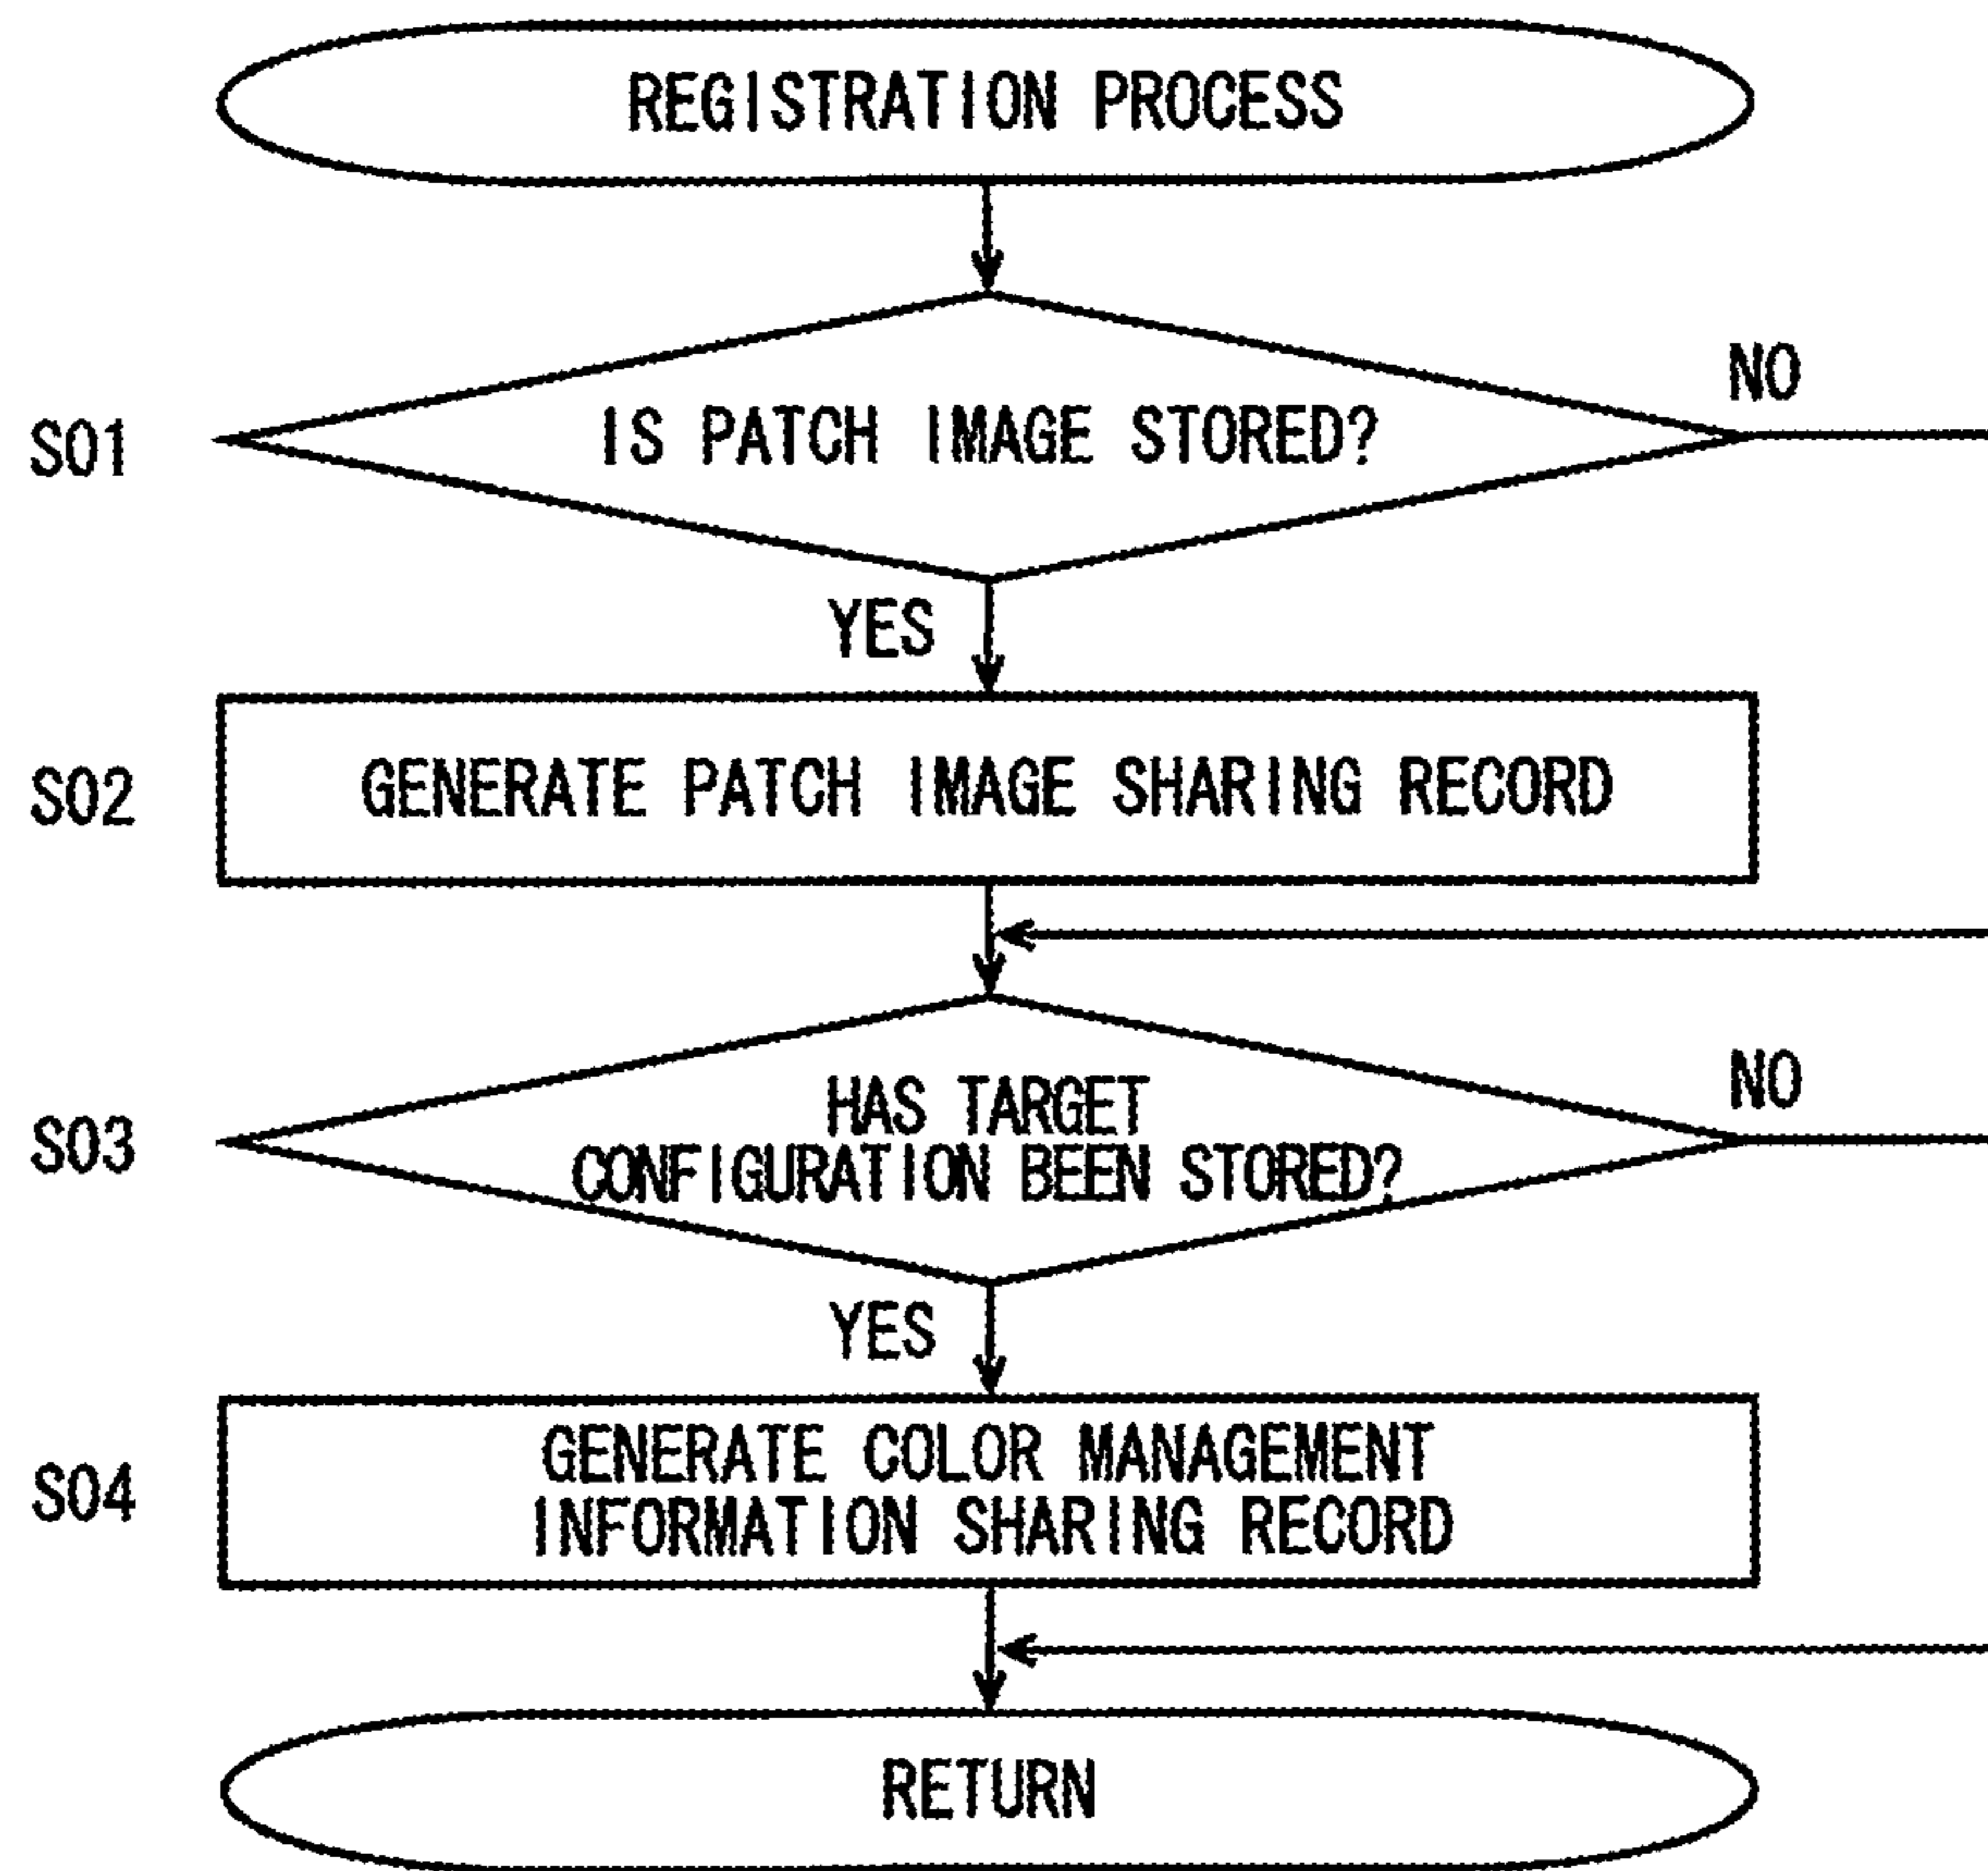 REGISTRATION PROCESS
NO
S01
IS PATCH IMAGE STORED?
YES
S02
GENERATE PATCH IMAGE SHARING RECORD
NO
S03
HAS TARGET
CONFIGURATION BEEN STORED?
YES
S04
GENERATE COLOR MANAGEMENT
INFORMATION SHARING RECORD
RETURN